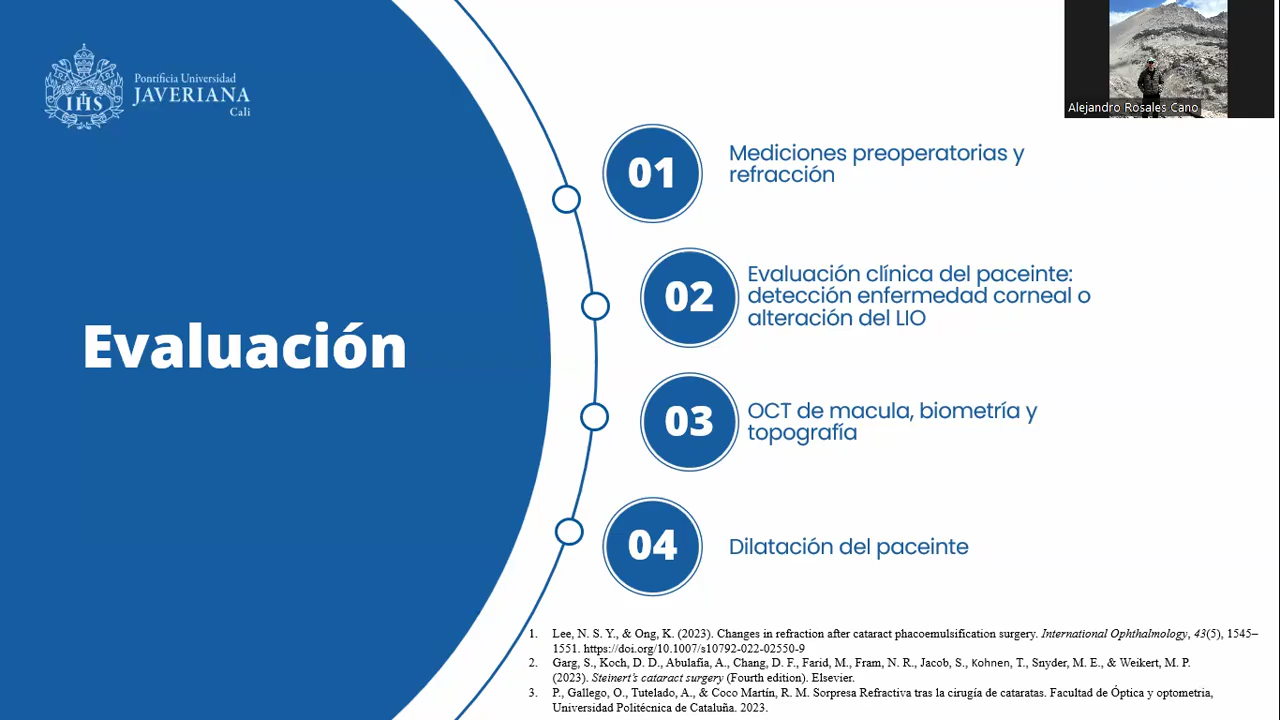 Pontificia Universidad
JAVERIANA
Cali
IHS
Alejandro Rosales Cano
Evaluación
01
Mediciones preoperatorias y
refracción
02
Evaluación clínica del paceinte:
detección enfermedad corneal o
alteración del LIO
03
OCT de macula, biometría y
topografía
04
Dilatación del paceinte
1. Lee, N. S. Y., & Ong, K. (2023). Changes in refraction after cataract phacoemulsification surgery. International Ophthalmology, 43(5), 1545–
1551. https://doi.org/10.1007/s10792-022-02550-9
2. Garg, S., Koch, D. D., Abulafia, A., Chang, D. F., Farid, M., Fram, N. R., Jacob, S., Kohnen, T., Snyder, M. E., & Weikert, M. P.
(2023). Steinert’s cataract surgery (Fourth edition). Elsevier.
3. P., Gallego, O., Tutelado, A., & Coco Martín, R. M. Sorpresa Refractiva tras la cirugía de cataratas. Facultad de Óptica y optometria,
Universidad Politécnica de Cataluña. 2023.